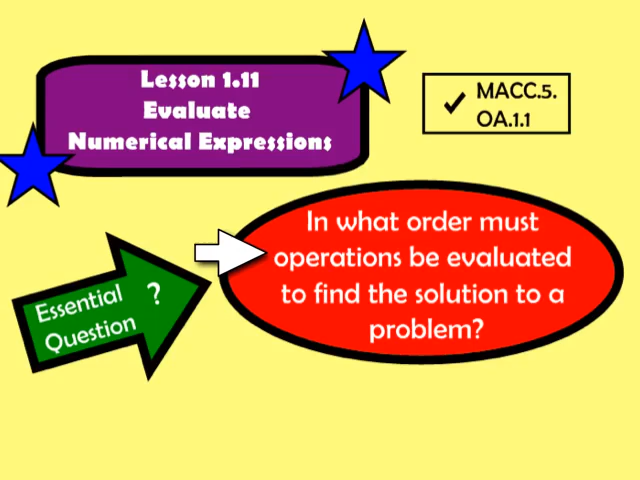 Lesson 1.11
Evaluate
Numerical Expressions
MACC.5.
OA.1.1
In what order must
operations be evaluated
to find the solution to a
problem?
Essential ?
Question